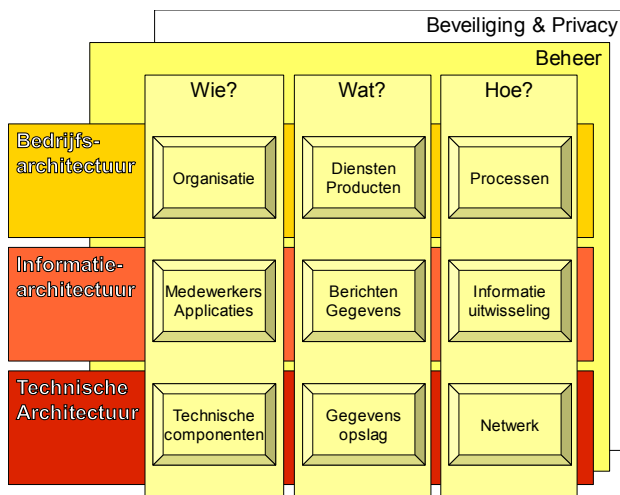 Beveiliging & Privacy
Beheer
Wie?
Wat?
Hoe?
Bedrijfs-
architectuur
Organisatie
Diensten
Producten
Processen
Informatie-
architectuur
Medewerkers
Applicaties
Berichten
Gegevens
Informatie
uitwisseling
Technische
Architectuur
Technische
componenten
Gegevens
opslag
Netwerk